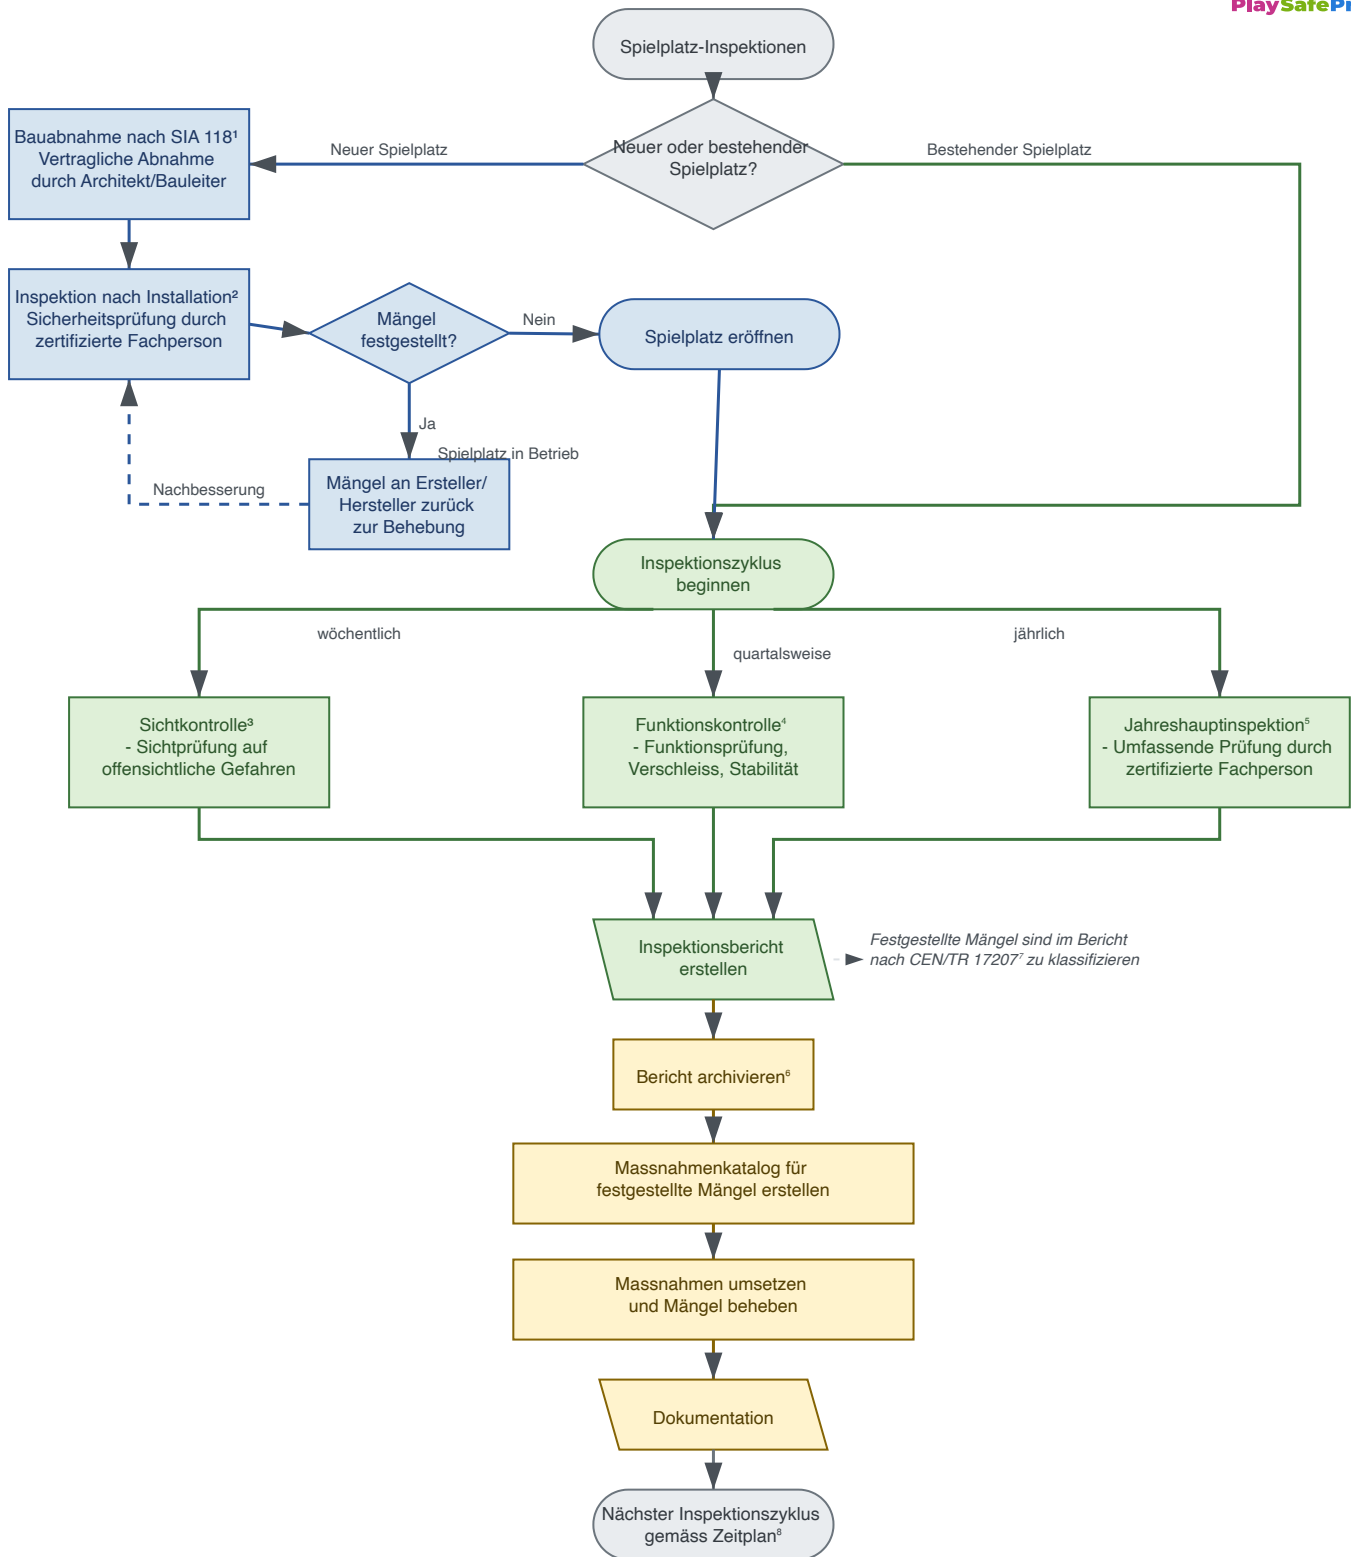 PlaySafePr
Spielplatz-Inspektionen
Neuer oder bestehender
Spielplatz?
Neuer Spielplatz
Bestehender Spielplatz
Bauabnahme nach SIA 118¹
Vertragliche Abnahme
durch Architekt/Bauleiter
Inspektion nach Installation²
Sicherheitsprüfung durch
zertifizierte Fachperson
Mängel
festgestellt?
Nein
Spielplatz eröffnen
Ja
Spielplatz in Betrieb
Nachbesserung
Mängel an Ersteller/
Hersteller zurück
zur Behebung
Inspektionszyklus
beginnen
wöchentlich
quartalsweise
jährlich
Sichtkontrolle³
- Sichtprüfung auf
offensichtliche Gefahren
Funktionskontrolle⁴
- Funktionsprüfung,
Verschleiss, Stabilität
Jahreshauptinspektion⁵
- Umfassende Prüfung durch
zertifizierte Fachperson
Inspektionsbericht
erstellen
Festgestellte Mängel sind im Bericht
nach CEN/TR 17207⁷ zu klassifizieren
Bericht archivieren⁶
Massnahmenkatalog für
festgestellte Mängel erstellen
Massnahmen umsetzen
und Mängel beheben
Dokumentation
Nächster Inspektionszyklus
gemäss Zeitplan⁸